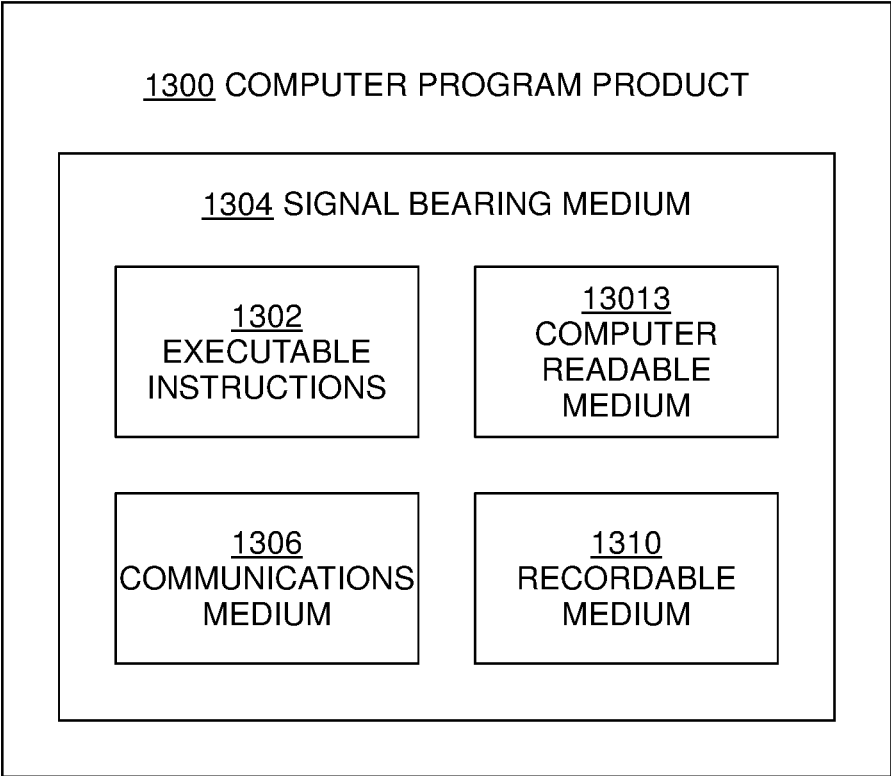 1300 COMPUTER PROGRAM PRODUCT
1304 SIGNAL BEARING MEDIUM
1302
EXECUTABLE
INSTRUCTIONS
13013
COMPUTER
READABLE
MEDIUM
1306
COMMUNICATIONS
MEDIUM
1310
RECORDABLE
MEDIUM